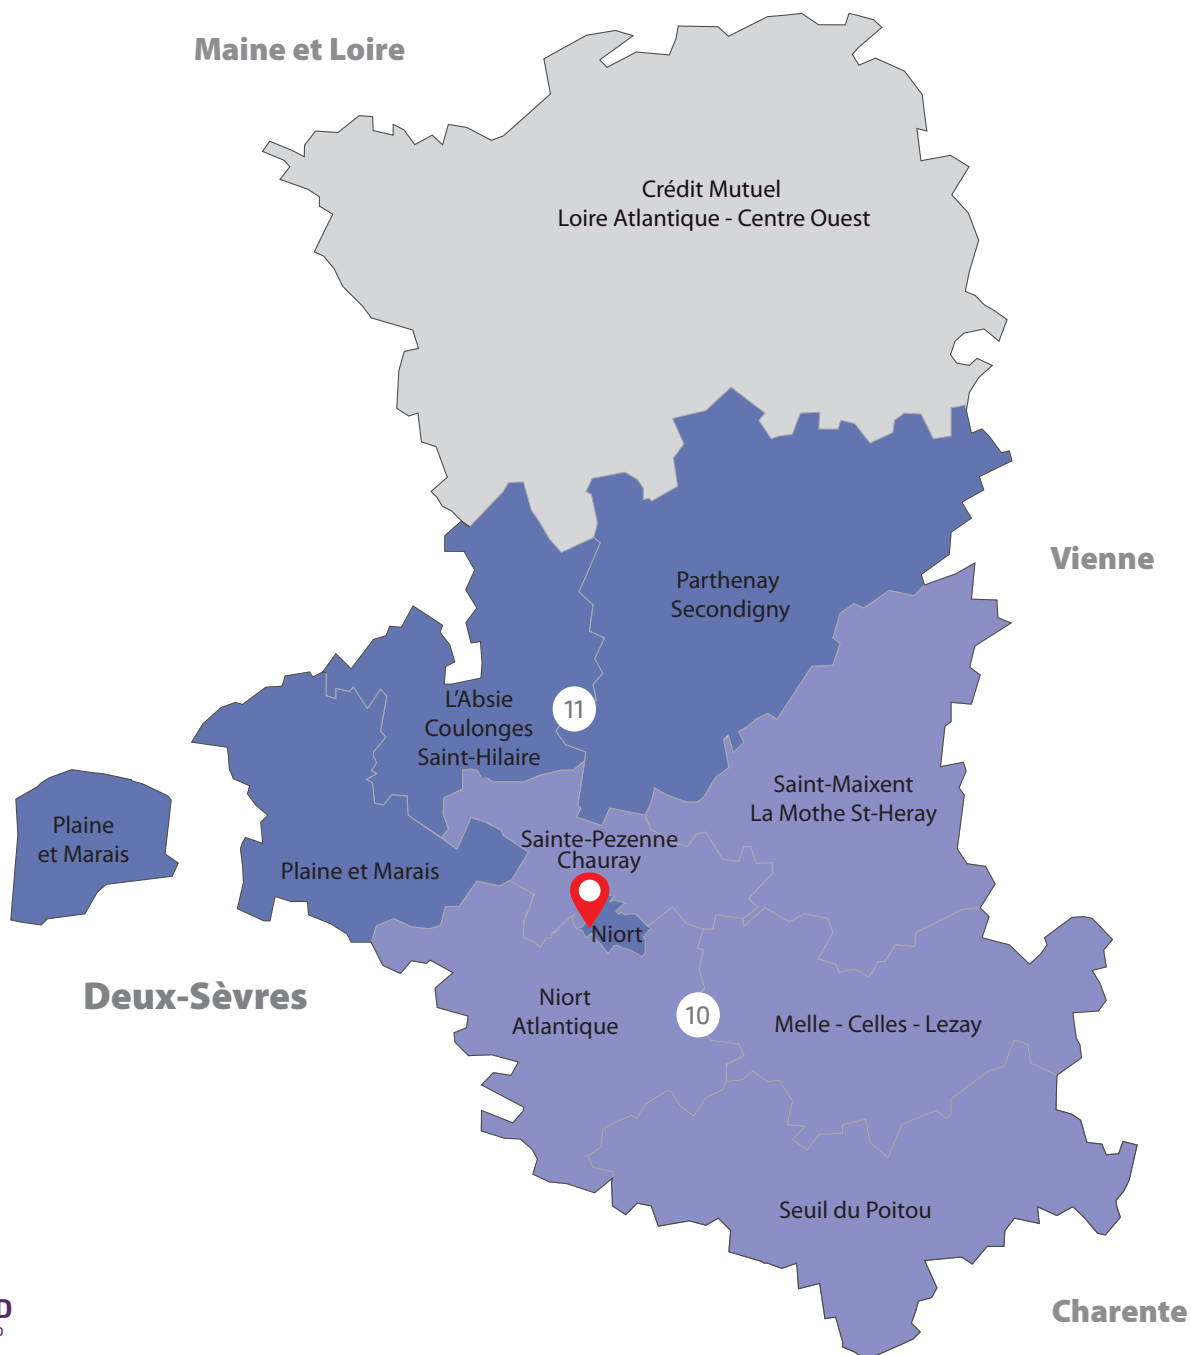 Maine et Loire
Crédit Mutuel
Loire Atlantique - Centre Ouest
Vienne
Parthenay
Secondigny
L'Absie
Coulonges
Saint-Hilaire
11
Saint-Maixent
La Mothe St-Heray
Plaine
et Marais
Sainte-Pezenne
Chauray
Plaine et Marais
Niort
Deux-Sèvres
Niort
Atlantique
10
Melle - Celles - Lezay
Seuil du Poitou
Charente